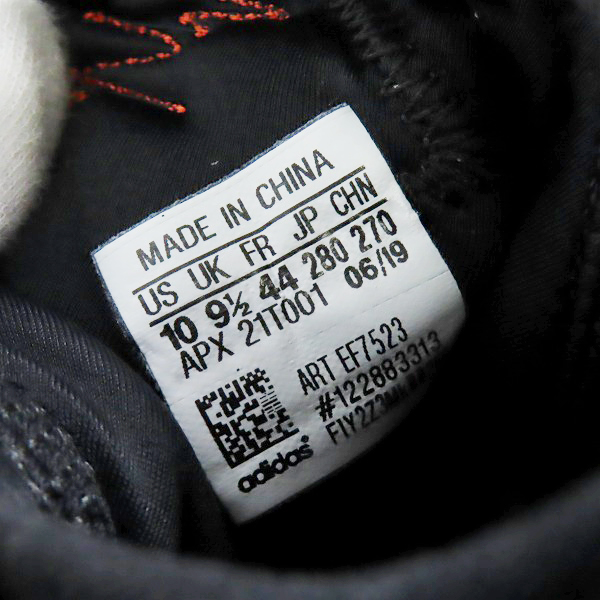 MADE IN CHINA
US UK FR JP CHN
10 9½ 44 280 270
APX 21T001 06/19
ART EF7523
#122883313
adidas